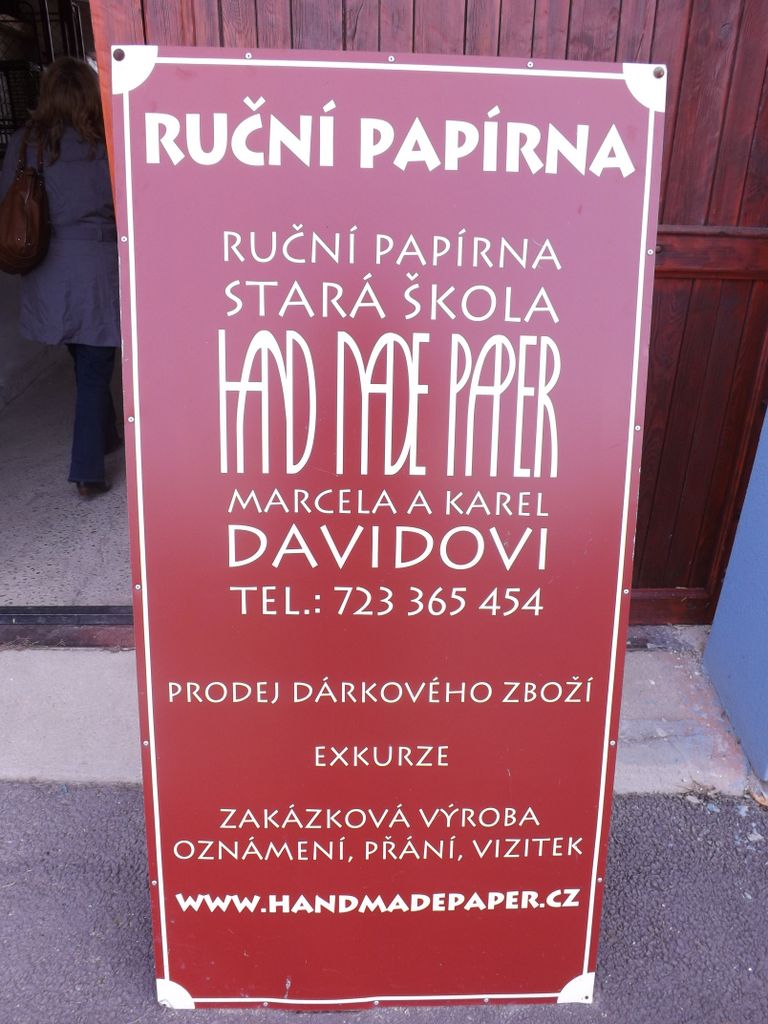 RUČNÍ PAPÍRNA
RUČNÍ PAPÍRNA
STARÁ ŠKOLA
HAND MADE PAPER
MARCELA A KAREL
DAVIDOVI
TEL.: 723 365 454
PRODEJ DÁRKOVÉHO ZBOŽÍ
EXKURZE
ZAKÁZKOVÁ VÝROBA
OZNÁMENÍ, PŘÁNÍ, VIZITEK
WWW.HANDMADEPAPER.CZ